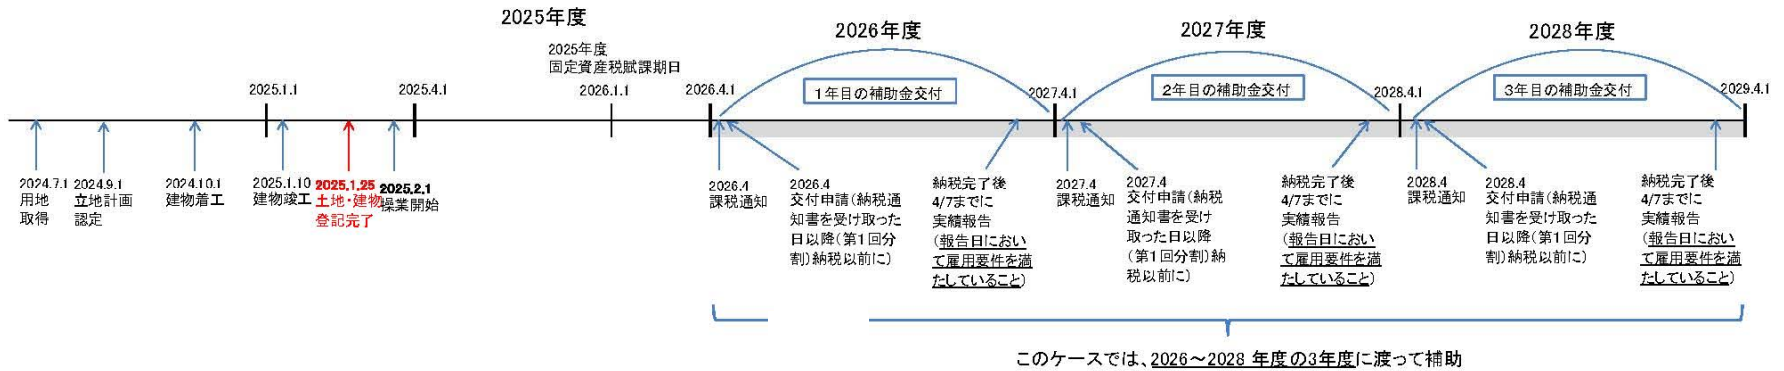 2025年度
2026年度
2027年度
2028年度
2025年度
固定資産税賦課期日
2025.1.1
2025.4.1
2026.1.1
2026.4.1
1年目の補助金交付
2027.4.1
2年目の補助金交付
2028.4.1
3年目の補助金交付
2029.4.1
2024.7.1
用地
取得
2024.9.1
立地計画
認定
2024.10.1
建物着工
2025.1.10
建物竣工
2025.1.25
土地・建物
登記完了
2025.2.1
操業開始
2026.4
課税通知
2026.4
交付申請(納税通
知書を受け取った
日以降(第1回分
割)納税以前に)
納税完了後
4/7までに
実績報告
(報告日におい
て雇用要件を満
たしていること)
2027.4
課税通知
2027.4
交付申請(納税
通知書を受け
取った日以降
(第1回分割)納
税以前に)
納税完了後
4/7までに
実績報告
(報告日におい
て雇用要件を満
たしていること)
2028.4
課税通知
2028.4
交付申請(納税通
知書を受け取った
日以降(第1回分
割)納税以前に)
納税完了後
4/7までに
実績報告
(報告日におい
て雇用要件を満
たしていること)
このケースでは、2026～2028 年度の3年度に渡って補助